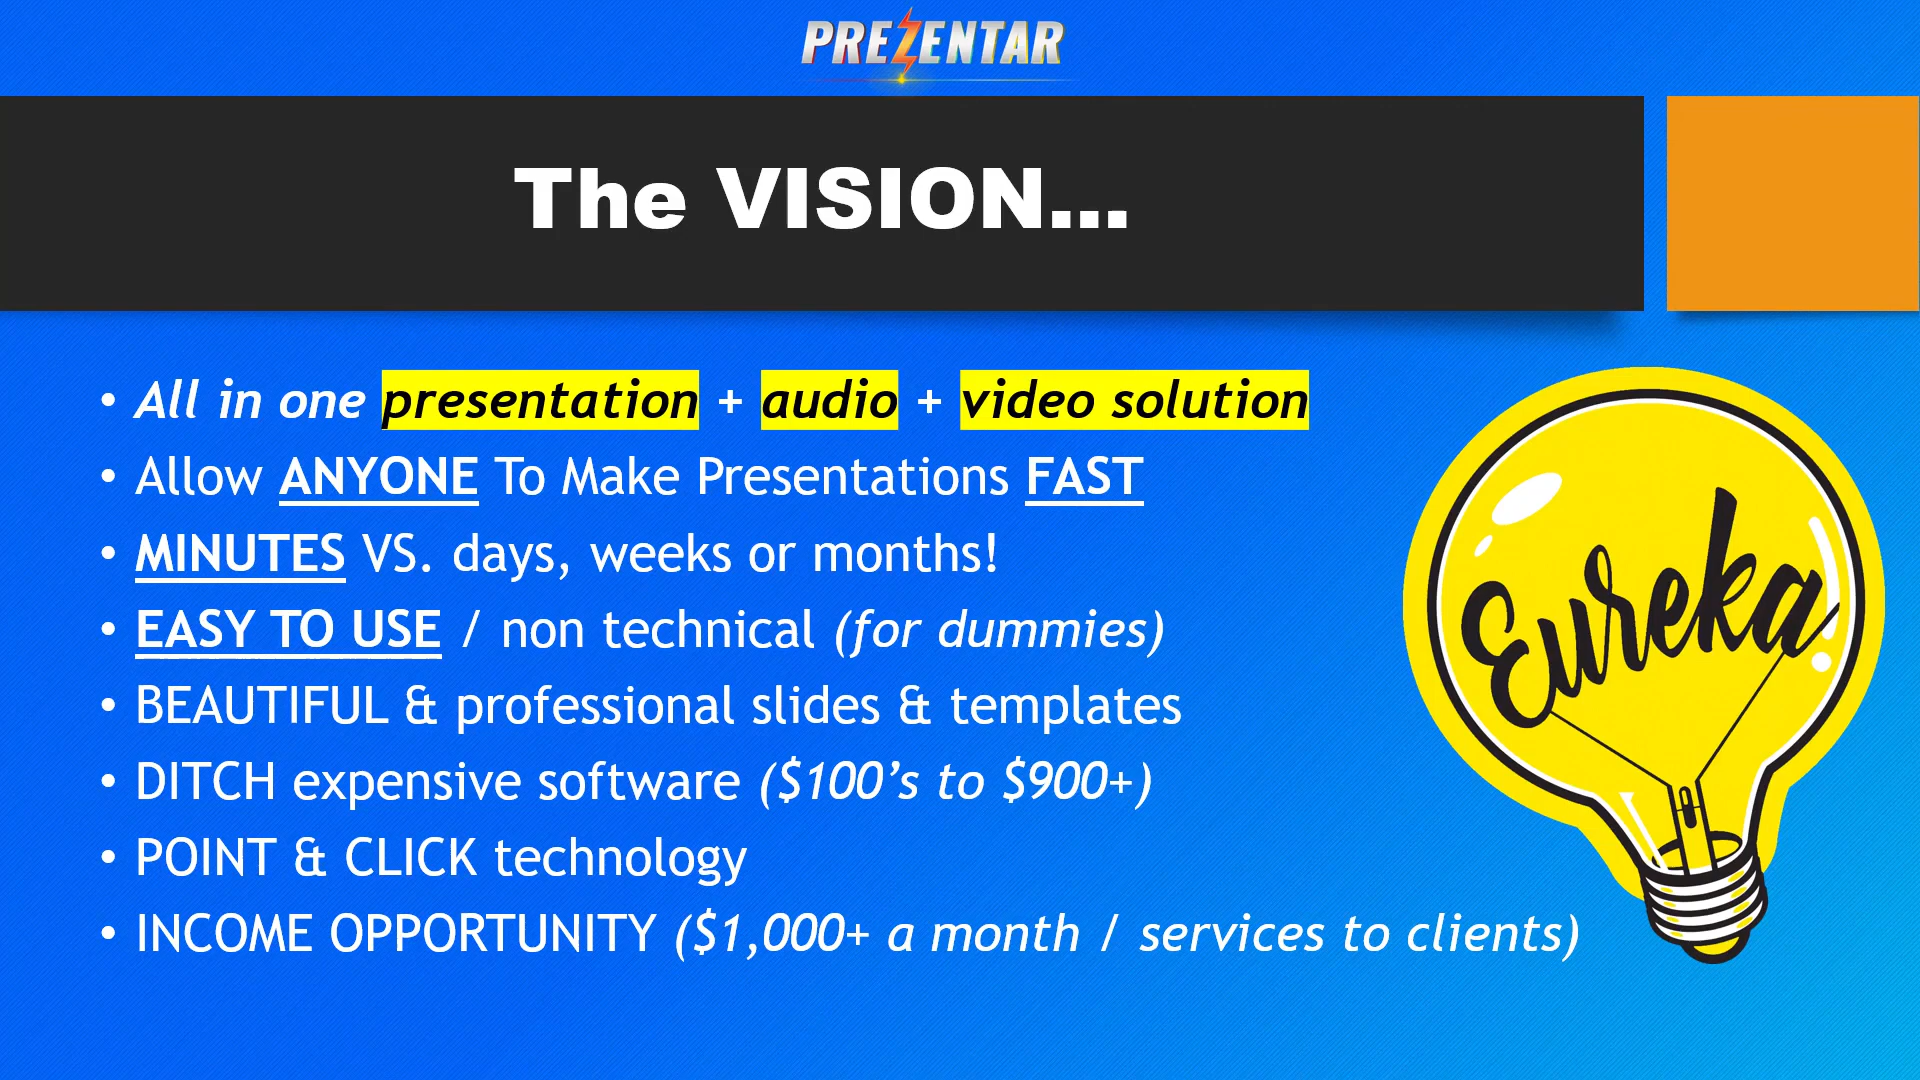 PREZENTAR
The VISION...
• All in one presentation + audio + video solution
• Allow ANYONE To Make Presentations FAST
• MINUTES VS. days, weeks or months!
• EASY TO USE / non technical (for dummies)
• BEAUTIFUL & professional slides & templates
• DITCH expensive software ($100’s to $900+)
• POINT & CLICK technology
• INCOME OPPORTUNITY ($1,000+ a month / services to clients)
Eureka